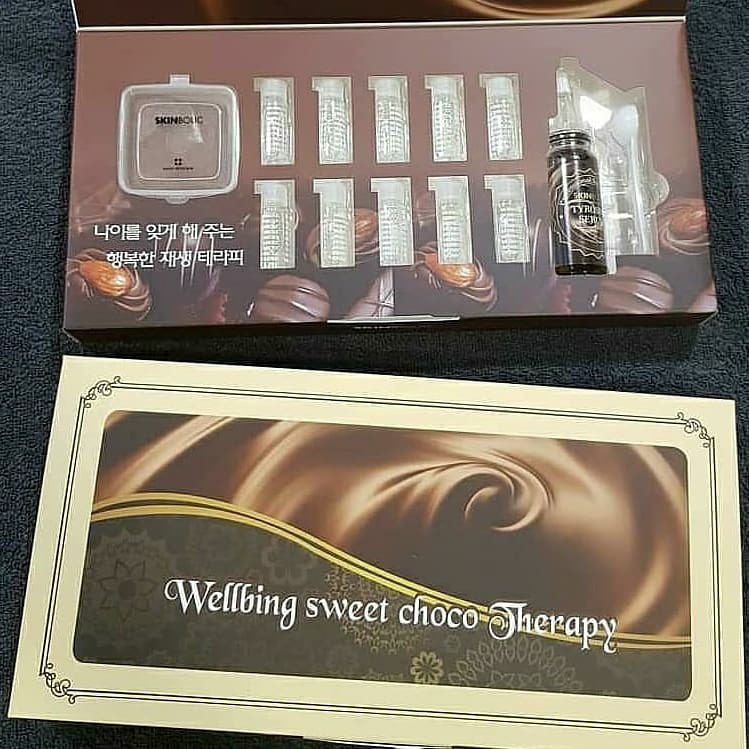 SKINBOLIC
나이를 잊게 해 주는
행복한 재생 테라피
Wellbing sweet choco Therapy